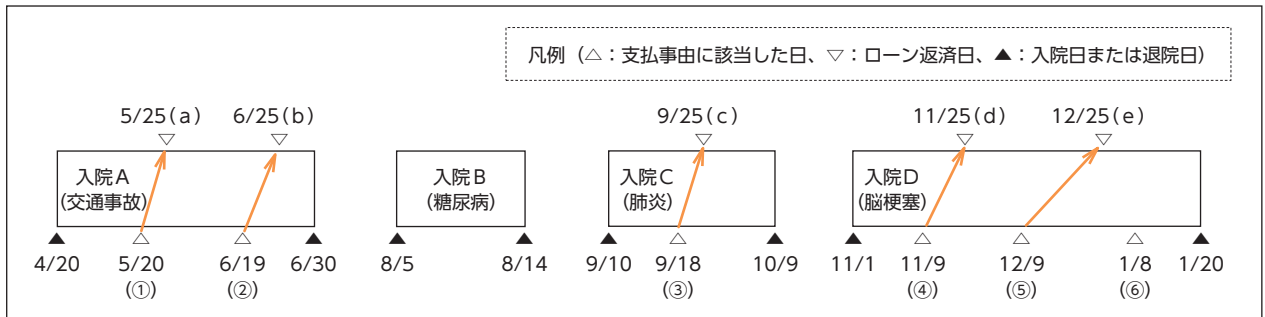 凡例（△：支払事由に該当した日、▽：ローン返済日、▲：入院日または退院日）
5/25(a) 6/25(b) 9/25(c) 11/25(d) 12/25(e)
▽ ▽ ▽ ▽ ▽
入院A 入院B 入院C 入院D
(交通事故) (糖尿病) (肺炎) (脳梗塞)
▲ △ △ ▲ ▲ ▲ ▲ △ ▲ ▲ △ △ △ ▲
4/20 5/20 6/19 6/30 8/5 8/14 9/10 9/18 10/9 11/1 11/9 12/9 1/8 1/20
(①) (②) (③) (④) (⑤) (⑥)